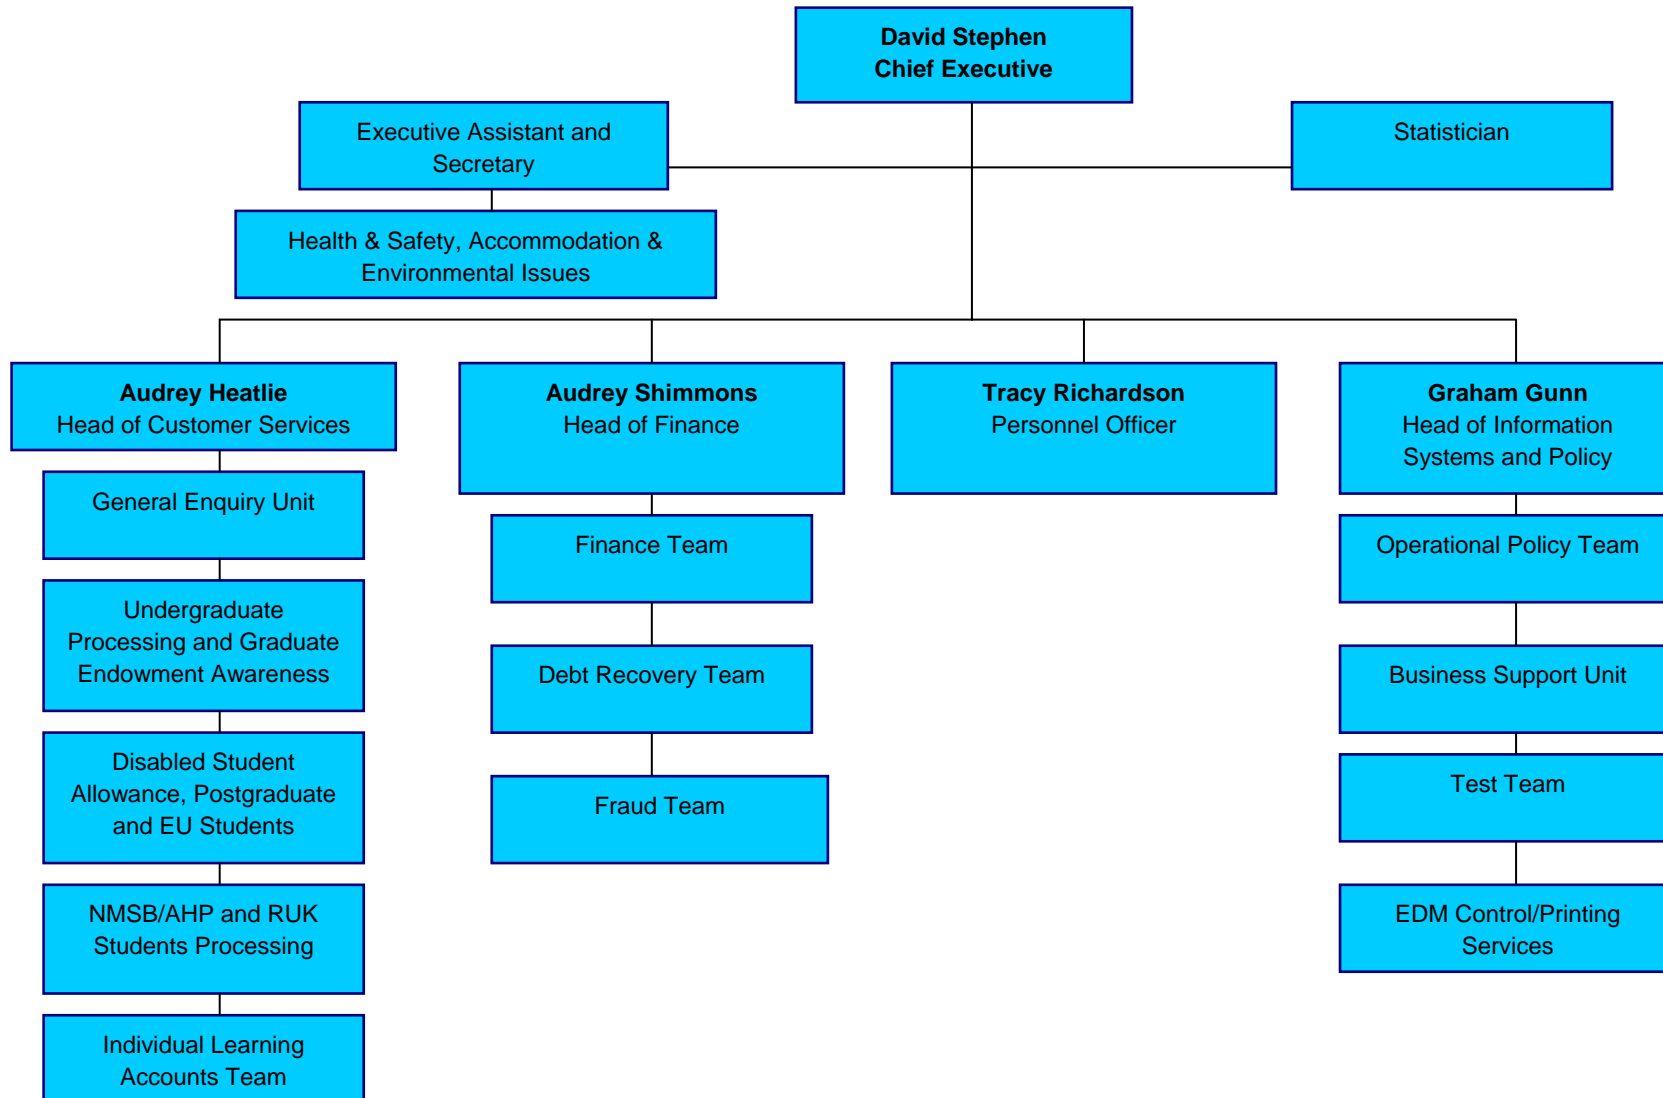 David Stephen
Chief Executive
Executive Assistant and
Secretary
Statistician
Health & Safety, Accommodation &
Environmental Issues
Audrey Heatlie
Head of Customer Services
Audrey Shimmons
Head of Finance
Tracy Richardson
Personnel Officer
Graham Gunn
Head of Information
Systems and Policy
General Enquiry Unit
Undergraduate
Processing and Graduate
Endowment Awareness
Disabled Student
Allowance, Postgraduate
and EU Students
NMSB/AHP and RUK
Students Processing
Individual Learning
Accounts Team
Finance Team
Debt Recovery Team
Fraud Team
Operational Policy Team
Business Support Unit
Test Team
EDM Control/Printing
Services